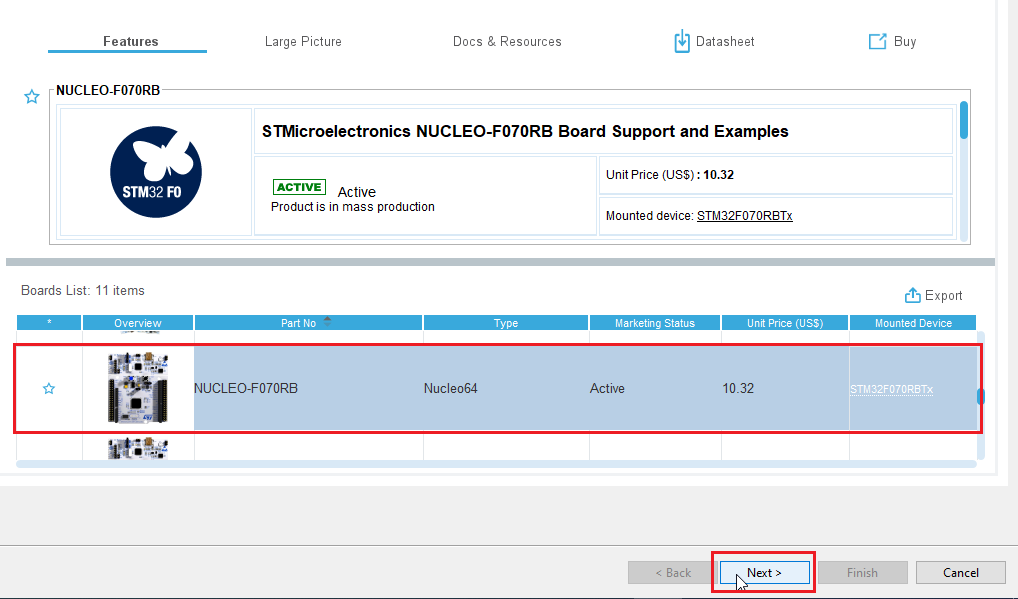 Features Large Picture Docs & Resources Datasheet Buy
NUCLEO-F070RB
STM32 F0
STMicroelectronics NUCLEO-F070RB Board Support and Examples
ACTIVE Active
Product is in mass production
Unit Price (US$) : 10.32
Mounted device: STM32F070RBTx
Boards List: 11 items
Export
* Overview Part No Type Marketing Status Unit Price (US$) Mounted Device
NUCLEO-F070RB Nucleo64 Active 10.32 STM32F070RBTx
< Back Next > Finish Cancel